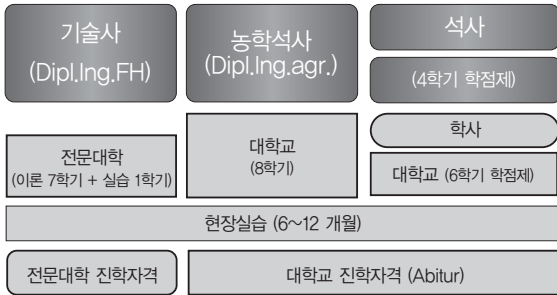 기술사
(Dipl.Ing.FH)
농학석사
(Dipl.Ing.agr.)
석사
(4학기 학점제)
전문대학
(이론 7학기 + 실습 1학기)
대학교
(8학기)
학사
대학교 (6학기 학점제)
현장실습 (6~12 개월)
전문대학 진학자격
대학교 진학자격 (Abitur)